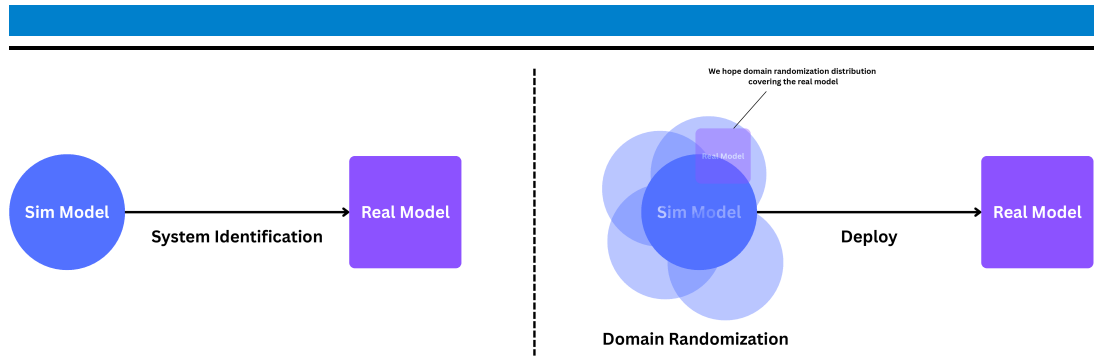 We hope domain randomization distribution
covering the real model
Sim Model
System Identification
Real Model
Real Model
Sim Model
Deploy
Real Model
Domain Randomization